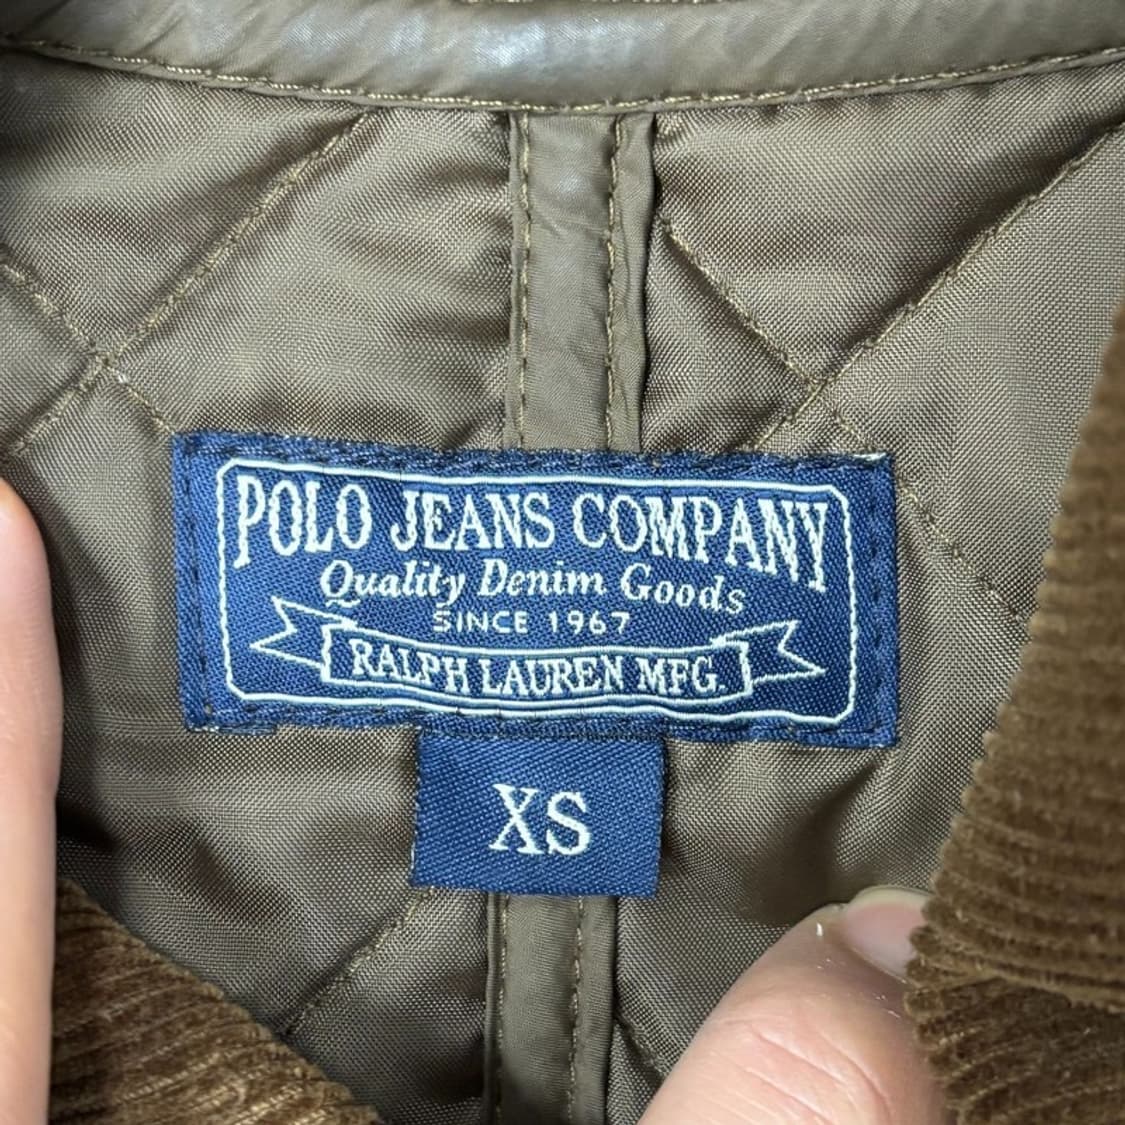 POLO JEANS COMPANY
Quality Denim Goods
SINCE 1967
RALPH LAUREN MFG.
XS